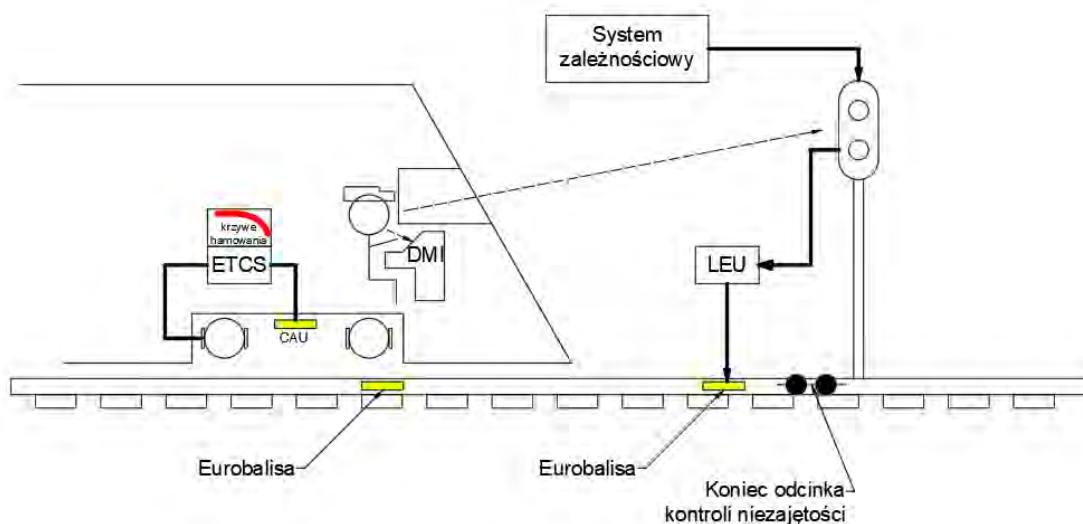 System
zależnościowy
krzywe
hamowania
ETCS
DMI
LEU
CAU
Eurobalisa
Eurobalisa
Koniec odcinka
kontroli niezajętości